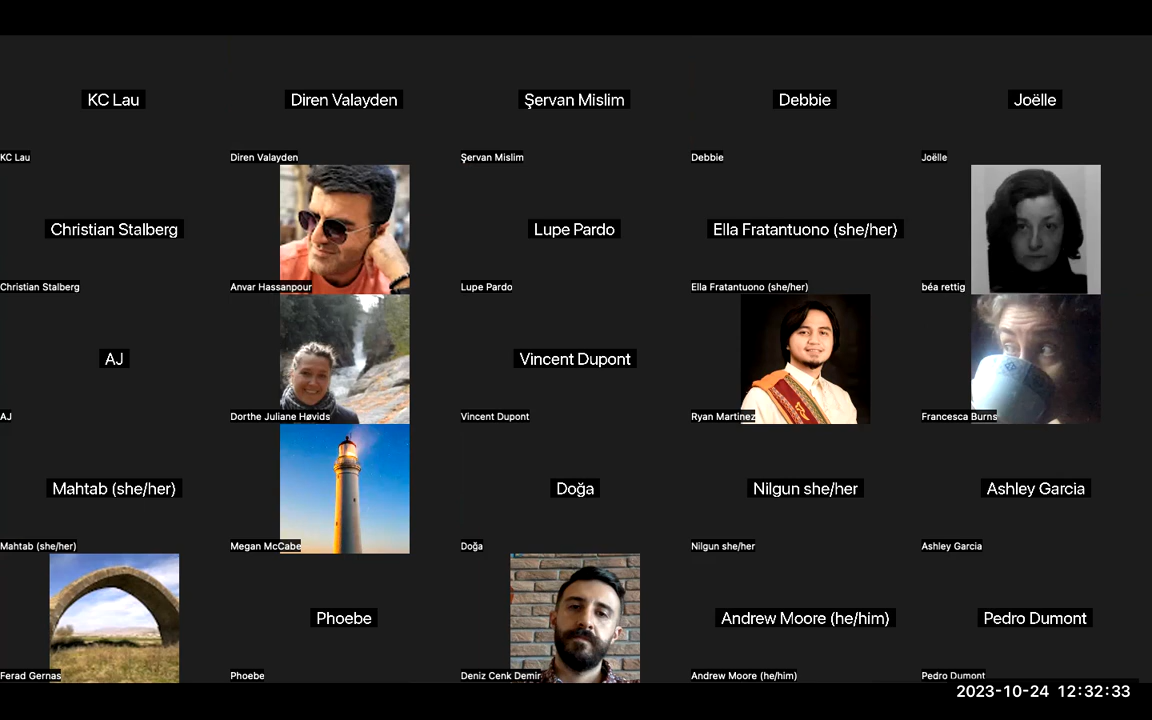 KC Lau
Diren Valayden
Şervan Mislim
Debbie
Joëlle
KC Lau
Diren Valayden
Şervan Mislim
Debbie
Joëlle
Christian Stalberg
Lupe Pardo
Ella Fratantuono (she/her)
Christian Stalberg
Anvar Hassanpour
Lupe Pardo
Ella Fratantuono (she/her)
béa rettig
AJ
Vincent Dupont
AJ
Dorthe Juliane Høvids
Vincent Dupont
Ryan Martinez
Francesca Burns
Mahtab (she/her)
Doğa
Nilgun she/her
Ashley Garcia
Mahtab (she/her)
Megan McCabe
Doğa
Nilgun she/her
Ashley Garcia
Phoebe
Andrew Moore (he/him)
Pedro Dumont
Ferad Gernas
Phoebe
Deniz Cenk Demir
Andrew Moore (he/him)
Pedro Dumont
2023-10-24 12:32:33